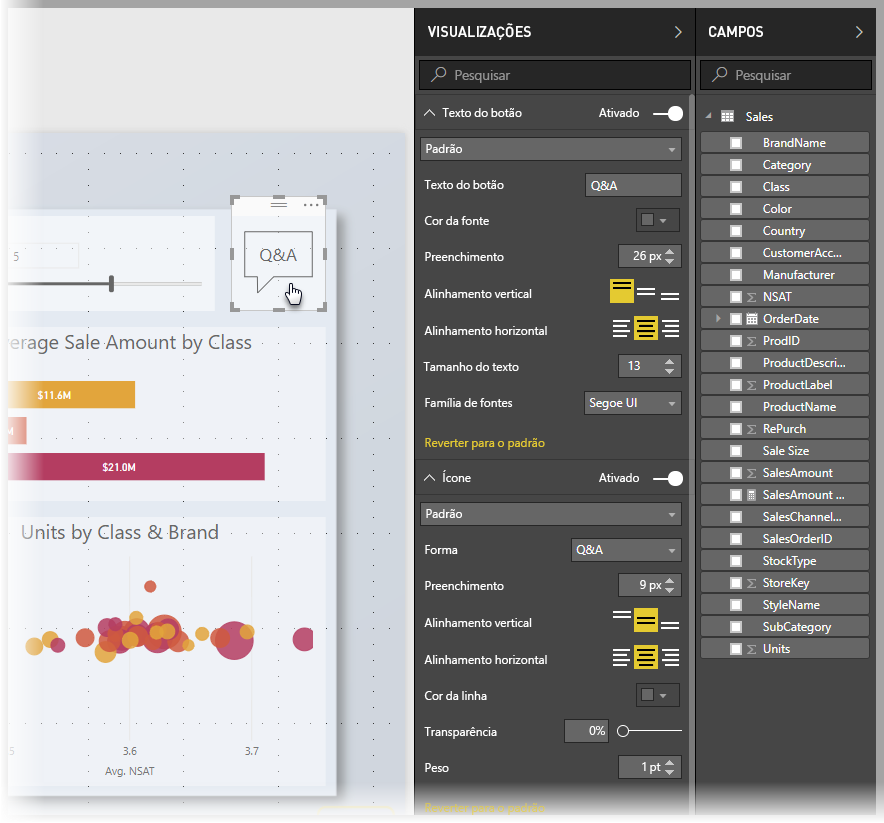 5
Q&A
erage Sale Amount by Class
$11.6M
M
$21.0M
Units by Class & Brand
5
3.6
3.7
Avg. NSAT
VISUALIZAÇÕES
Pesquisar
Texto do botão
Ativado
Padrão
Texto do botão
Q&A
Cor da fonte
Preenchimento
26 px
Alinhamento vertical
Alinhamento horizontal
Tamanho do texto
13
Família de fontes
Segoe UI
Reverter para o padrão
Ícone
Ativado
Padrão
Forma
Q&A
Preenchimento
9 px
Alinhamento vertical
Alinhamento horizontal
Cor da linha
Transparência
0%
Peso
1 pt
Reverter para o padrão
CAMPOS
Pesquisar
Sales
BrandName
Category
Class
Color
Country
CustomerAcc...
Manufacturer
Σ NSAT
OrderDate
Σ ProdID
ProductDescri...
Σ ProductLabel
ProductName
Σ RePurch
Sale Size
Σ SalesAmount
SalesAmount ...
SalesChannel...
SalesOrderID
StockType
Σ StoreKey
StyleName
SubCategory
Σ Units